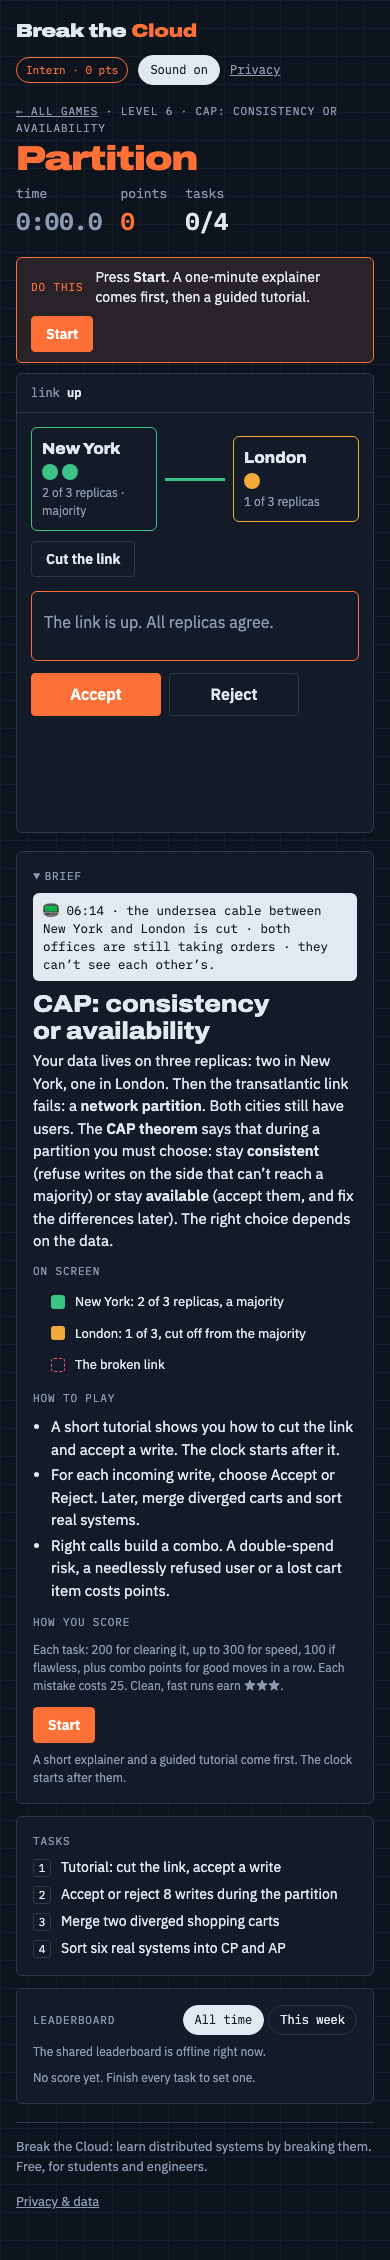 Break the Cloud
Intern · 0 pts
Sound on
Privacy
← ALL GAMES · LEVEL 6 · CAP: CONSISTENCY OR
AVAILABILITY
Partition
time points tasks
0:00.0 0 0/4
DO THIS
Press Start. A one-minute explainer
comes first, then a guided tutorial.
Start
link up
New York
2 of 3 replicas ·
majority
London
1 of 3 replicas
Cut the link
The link is up. All replicas agree.
Accept
Reject
▼ BRIEF
06:14 · the undersea cable between
New York and London is cut · both
offices are still taking orders · they
can’t see each other’s.
CAP: consistency
or availability
Your data lives on three replicas: two in New
York, one in London. Then the transatlantic link
fails: a network partition. Both cities still have
users. The CAP theorem says that during a
partition you must choose: stay consistent
(refuse writes on the side that can’t reach a
majority) or stay available (accept them, and fix
the differences later). The right choice depends
on the data.
ON SCREEN
New York: 2 of 3 replicas, a majority
London: 1 of 3, cut off from the majority
The broken link
HOW TO PLAY
• A short tutorial shows you how to cut the link
and accept a write. The clock starts after it.
• For each incoming write, choose Accept or
Reject. Later, merge diverged carts and sort
real systems.
• Right calls build a combo. A double-spend
risk, a needlessly refused user or a lost cart
item costs points.
HOW YOU SCORE
Each task: 200 for clearing it, up to 300 for speed, 100 if
flawless, plus combo points for good moves in a row. Each
mistake costs 25. Clean, fast runs earn ★★★.
Start
A short explainer and a guided tutorial come first. The clock
starts after them.
TASKS
1 Tutorial: cut the link, accept a write
2 Accept or reject 8 writes during the partition
3 Merge two diverged shopping carts
4 Sort six real systems into CP and AP
LEADERBOARD
All time
This week
The shared leaderboard is offline right now.
No score yet. Finish every task to set one.
Break the Cloud: learn distributed systems by breaking them.
Free, for students and engineers.
Privacy & data